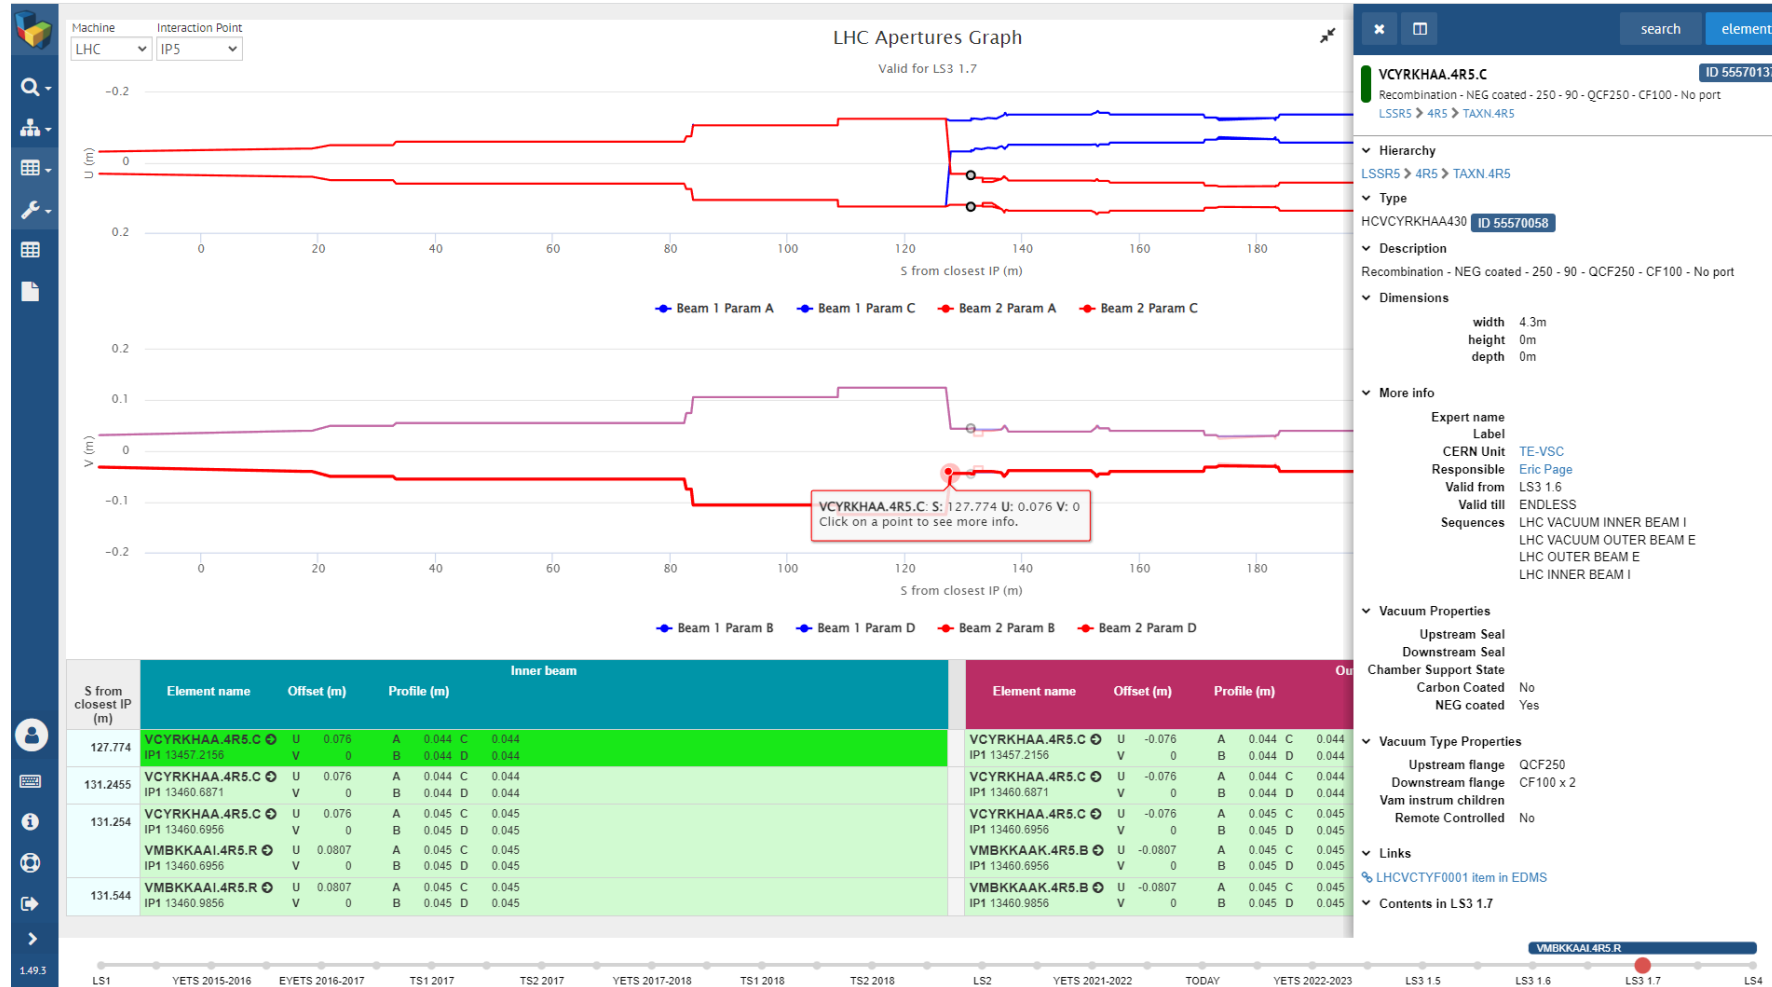 Machine Interaction Point
LHC IP5
LHC Apertures Graph
Valid for LS3 1.7
-0.2
0
0.2
U (m)
0 20 40 60 80 100 120 140 160 180
S from closest IP (m)
Beam 1 Param A Beam 1 Param C Beam 2 Param A Beam 2 Param C
0.2
0.1
0
-0.1
-0.2
V (m)
VCYRKHAA.4R5.C: S: 127.774 U: 0.076 V: 0
Click on a point to see more info.
0 20 40 60 80 100 120 140 160 180
S from closest IP (m)
Beam 1 Param B Beam 1 Param D Beam 2 Param B Beam 2 Param D
Inner beam Ou
S from closest IP (m) Element name Offset (m) Profile (m) Element name Offset (m) Profile (m)
127.774 VCYRKHAA.4R5.C U 0.076 A 0.044 C 0.044 VCYRKHAA.4R5.C U -0.076 A 0.044 C 0.044
IP1 13457.2156 V 0 B 0.044 D 0.044 IP1 13457.2156 V 0 B 0.044 D 0.044
131.2455 VCYRKHAA.4R5.C U 0.076 A 0.044 C 0.044 VCYRKHAA.4R5.C U -0.076 A 0.044 C 0.044
IP1 13460.6871 V 0 B 0.044 D 0.044 IP1 13460.6871 V 0 B 0.044 D 0.044
131.254 VCYRKHAA.4R5.C U 0.076 A 0.045 C 0.045 VCYRKHAA.4R5.C U -0.076 A 0.045 C 0.045
IP1 13460.6956 V 0 B 0.045 D 0.045 IP1 13460.6956 V 0 B 0.045 D 0.045
VMBKKAAI.4R5.R U 0.0807 A 0.045 C 0.045 VMBKKAAK.4R5.B U -0.0807 A 0.045 C 0.045
IP1 13460.6956 V 0 B 0.045 D 0.045 IP1 13460.6956 V 0 B 0.045 D 0.045
131.544 VMBKKAAI.4R5.R U 0.0807 A 0.045 C 0.045 VMBKKAAK.4R5.B U -0.0807 A 0.045 C 0.045
IP1 13460.9856 V 0 B 0.045 D 0.045 IP1 13460.9856 V 0 B 0.045 D 0.045
search element
VCYRKHAA.4R5.C ID 5557013
Recombination - NEG coated - 250 - 90 - QCF250 - CF100 - No port
LSSR5 4R5 TAXN.4R5
Hierarchy
LSSR5 4R5 TAXN.4R5
Type
HCVCYRKHAA430 ID 55570058
Description
Recombination - NEG coated - 250 - 90 - QCF250 - CF100 - No port
Dimensions
width 4.3m
height 0m
depth 0m
More info
Expert name
Label
CERN Unit TE-VSC
Responsible Eric Page
Valid from LS3 1.6
Valid till ENDLESS
Sequences LHC VACUUM INNER BEAM I
LHC VACUUM OUTER BEAM E
LHC OUTER BEAM E
LHC INNER BEAM I
Vacuum Properties
Upstream Seal
Downstream Seal
Chamber Support State
Carbon Coated No
NEG coated Yes
Vacuum Type Properties
Upstream flange QCF250
Downstream flange CF100 x 2
Vam instrum children
Remote Controlled No
Links
LHCVCTYF0001 item in EDMS
Contents in LS3 1.7
VMBKKAAI.4R5.R
1.49.3
LS1 YETS 2015-2016 EYETS 2016-2017 TS1 2017 TS2 2017 YETS 2017-2018 TS1 2018 TS2 2018 LS2 YETS 2021-2022 TODAY YETS 2022-2023 LS3 1.5 LS3 1.6 LS3 1.7 LS4